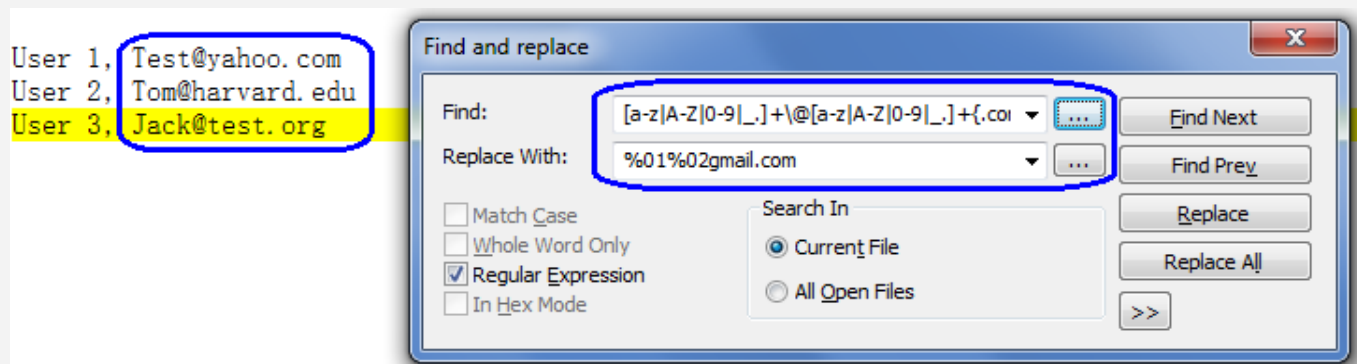 User 1, Test@yahoo.com
User 2, Tom@harvard.edu
User 3, Jack@test.org
Find and replace
Find:
[a-z|A-Z|0-9|_.]+\@[a-z|A-Z|0-9|_.]+{.co
...
Find Next
Replace With:
%01%02gmail.com
...
Find Prev
Match Case
Whole Word Only
Regular Expression
In Hex Mode
Search In
Current File
All Open Files
Replace
Replace All
>>